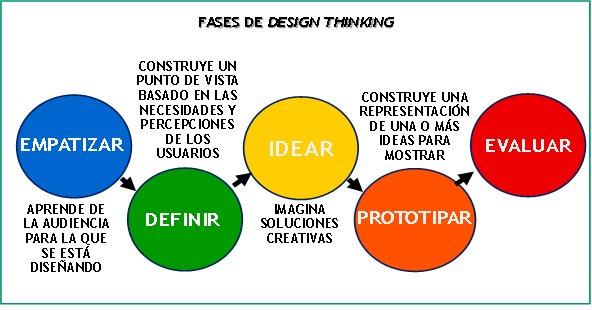 FASES DE DESIGN THINKING
EMPATIZAR
APRENDE DE
LA AUDIENCIA
PARA LA QUE
SE ESTÁ
DISEÑANDO
CONSTRUYE UN
PUNTO DE VISTA
BASADO EN LAS
NECESIDADES Y
PERCEPCIONES
DE LOS
USUARIOS
DEFINIR
IDEAR
IMAGINA
SOLUCIONES
CREATIVAS
CONSTRUYE UNA
REPRESENTACIÓN
DE UNA O MÁS
IDEAS PARA
MOSTRAR
PROTOTIPAR
EVALUAR